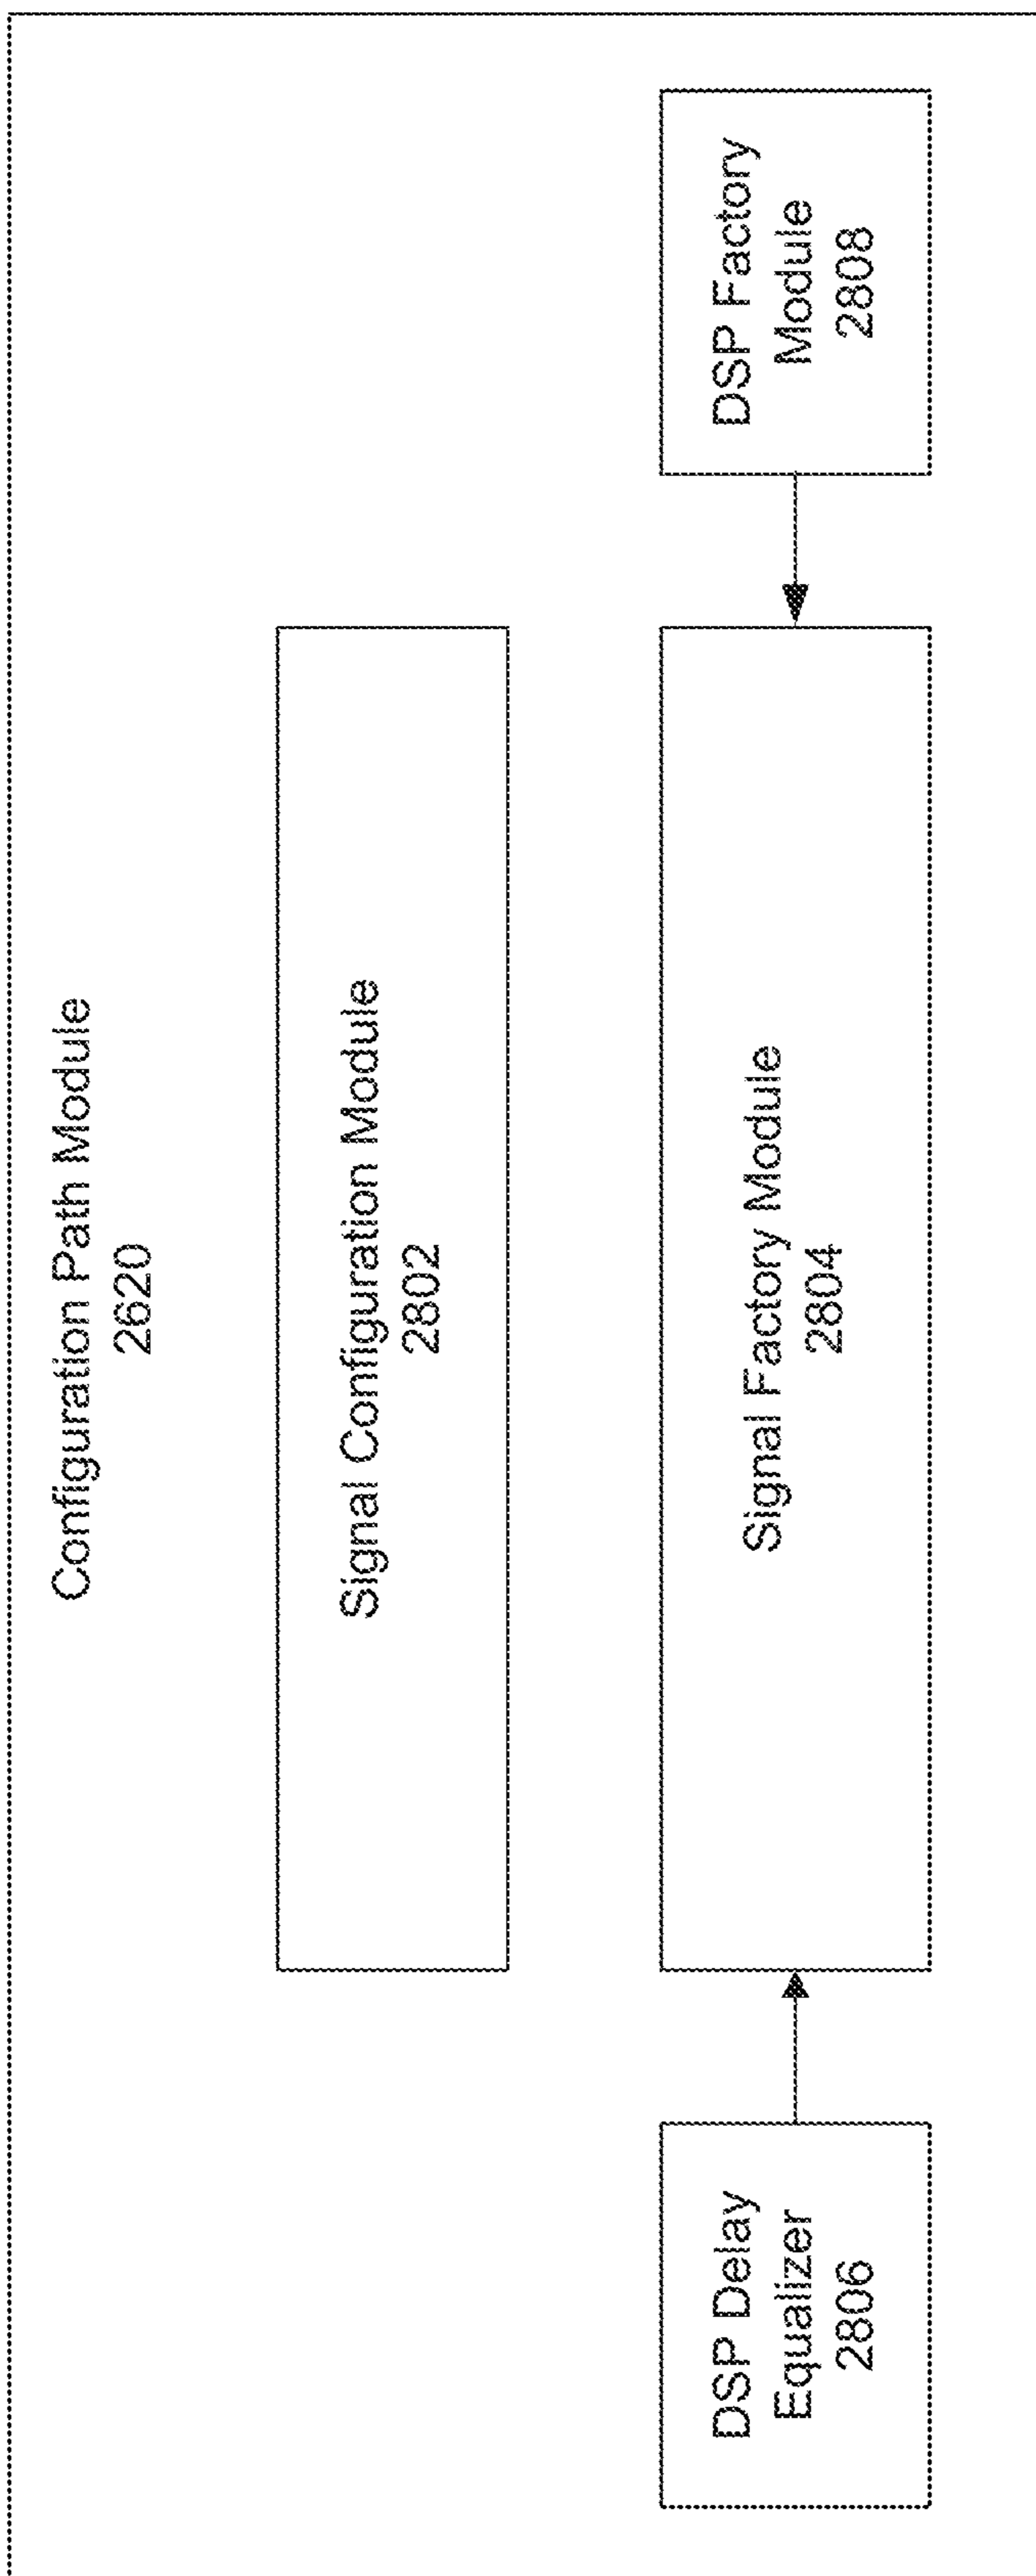 Configuration Path Module
2620
Signal Configuration Module
2802
DSP Delay
Equalizer
2806
Signal Factory Module
2804
DSP Factory
Module
2808